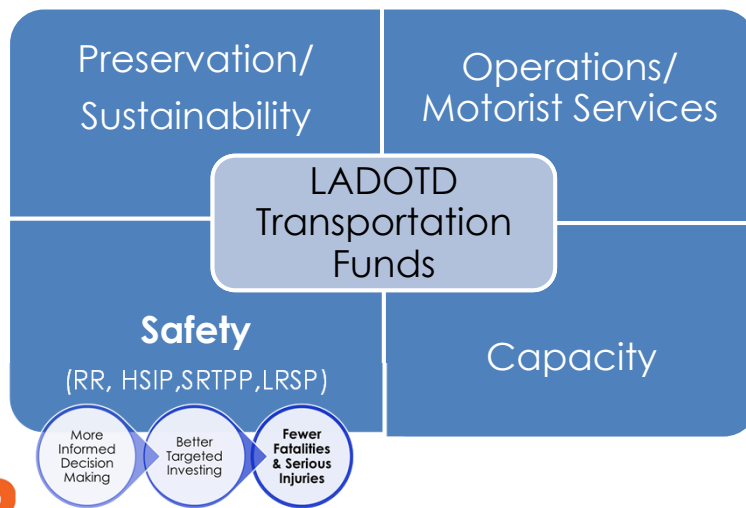 Preservation/
Sustainability
Operations/
Motorist Services
LADOTD
Transportation
Funds
Safety
(RR, HSIP,SRTPP,LRSP)
Capacity
More
Informed
Decision
Making
Better
Targeted
Investing
Fewer
Fatalities
& Serious
Injuries